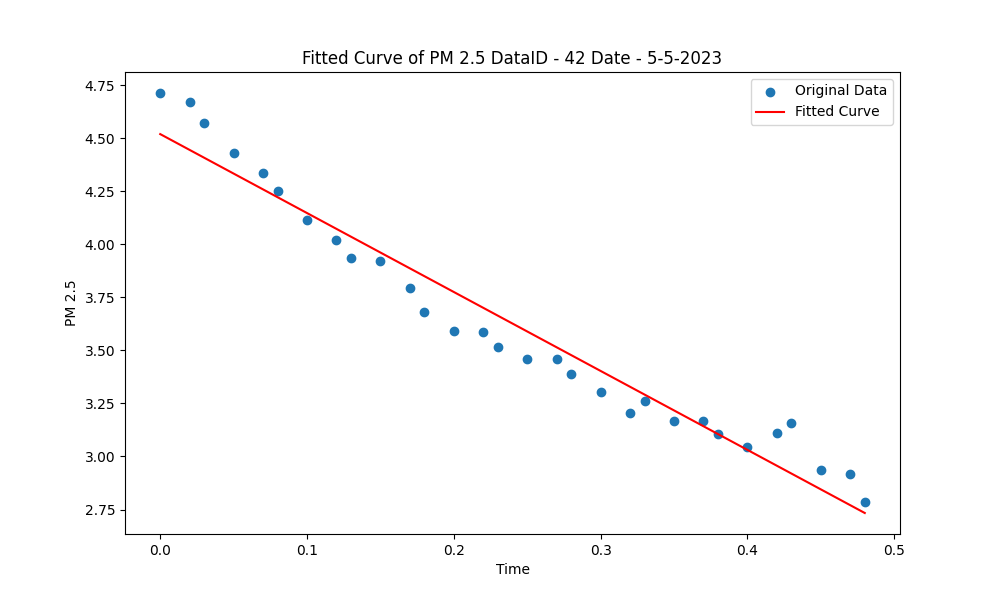 Fitted Curve of PM 2.5 DataID - 42 Date - 5-5-2023
Original Data
Fitted Curve
4.75
4.50
4.25
4.00
3.75
3.50
3.25
3.00
2.75
PM 2.5
0.0 0.1 0.2 0.3 0.4 0.5
Time